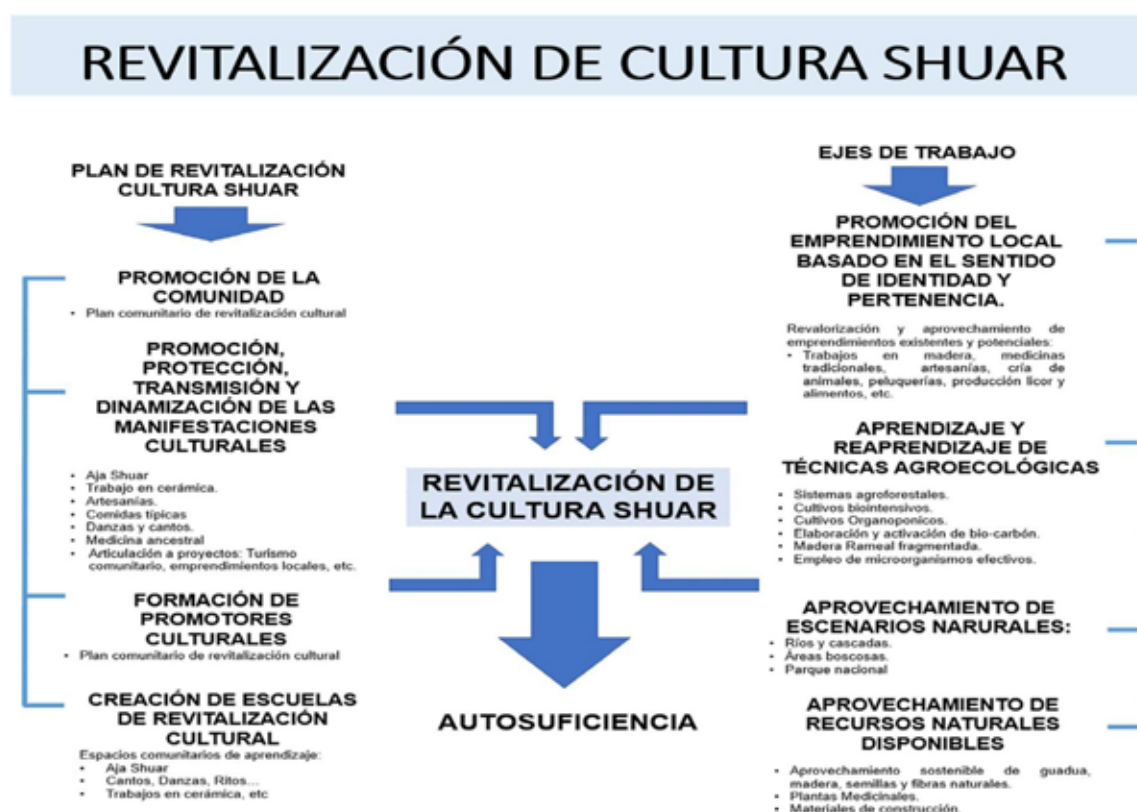 REVITALIZACIÓN DE CULTURA SHUAR
PLAN DE REVITALIZACIÓN
CULTURA SHUAR
PROMOCIÓN DE LA
COMUNIDAD
• Plan comunitario de revitalización cultural
PROMOCIÓN,
PROTECCIÓN,
TRANSMISIÓN Y
DINAMIZACIÓN DE LAS
MANIFESTACIONES
CULTURALES
• Aja Shuar
• Trabajo en cerámica.
• Artesanías.
• Comidas típicas
• Danzas y cantos.
• Medicina ancestral
• Articulación a proyectos: Turismo
comunitario, emprendimientos locales, etc.
FORMACIÓN DE
PROMOTORES
CULTURALES
• Plan comunitario de revitalización cultural
CREACIÓN DE ESCUELAS
DE REVITALIZACIÓN
CULTURAL
Espacios comunitarios de aprendizaje:
• Aja Shuar
• Cantos, Danzas, Ritos...
• Trabajos en cerámica, etc
REVITALIZACIÓN DE
LA CULTURA SHUAR
AUTOSUFICIENCIA
EJES DE TRABAJO
PROMOCIÓN DEL
EMPRENDIMIENTO LOCAL
BASADO EN EL SENTIDO
DE IDENTIDAD Y
PERTENENCIA.
Revalorización y aprovechamiento de
emprendimientos existentes y potenciales:
• Trabajos en madera, medicinas
tradicionales, artesanías, cría de
animales, peluquerías, producción licor y
alimentos, etc.
APRENDIZAJE Y
REAPRENDIZAJE DE
TÉCNICAS AGROECOLÓGICAS
• Sistemas agroforestales.
• Cultivos biointensivos.
• Cultivos Organoponicos.
• Elaboración y activación de bio-carbón.
• Madera Rameal fragmentada.
• Empleo de microorganismos efectivos.
APROVECHAMIENTO DE
ESCENARIOS NARURALES:
• Ríos y cascadas.
• Áreas boscosas.
• Parque nacional
APROVECHAMIENTO DE
RECURSOS NATURALES
DISPONIBLES
• Aprovechamiento sostenible de guadua,
madera, semillas y fibras naturales.
• Plantas Medicinales.
• Materiales de construcción.